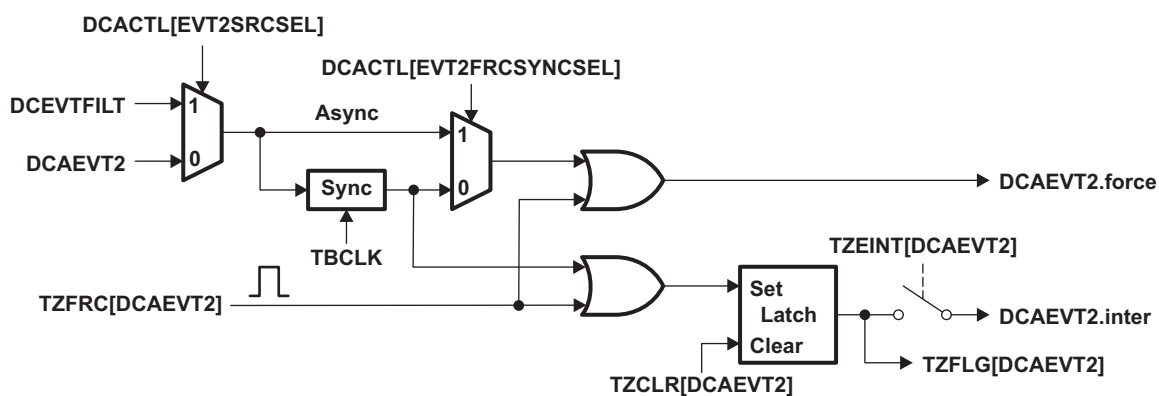 DCACTL[EVT2SRCSEL]
DCACTL[EVT2FRCSYNCSEL]
DCEVTFILT
1
Async
1
DCAEVT2
0
Sync
0
DCAEVT2.force
TBCLK
TZEINT[DCAEVT2]
TZFRC[DCAEVT2]
Set
Latch
DCAEVT2.inter
Clear
TZFLG[DCAEVT2]
TZCLR[DCAEVT2]